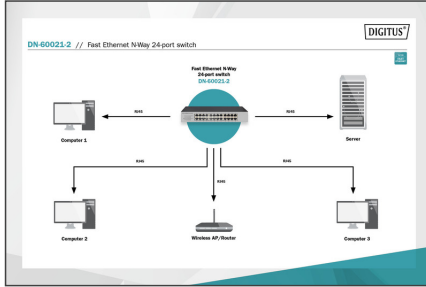 DIGITUS®
DN-60021-2 // Fast Ethernet N-Way 24-port switch
Fast Ethernet N-Way
24-port switch
DN-60021-2
RJ45
RJ45
Computer 1
Server
RJ45
RJ45
RJ45
Computer 2
Wireless AP/Router
Computer 3